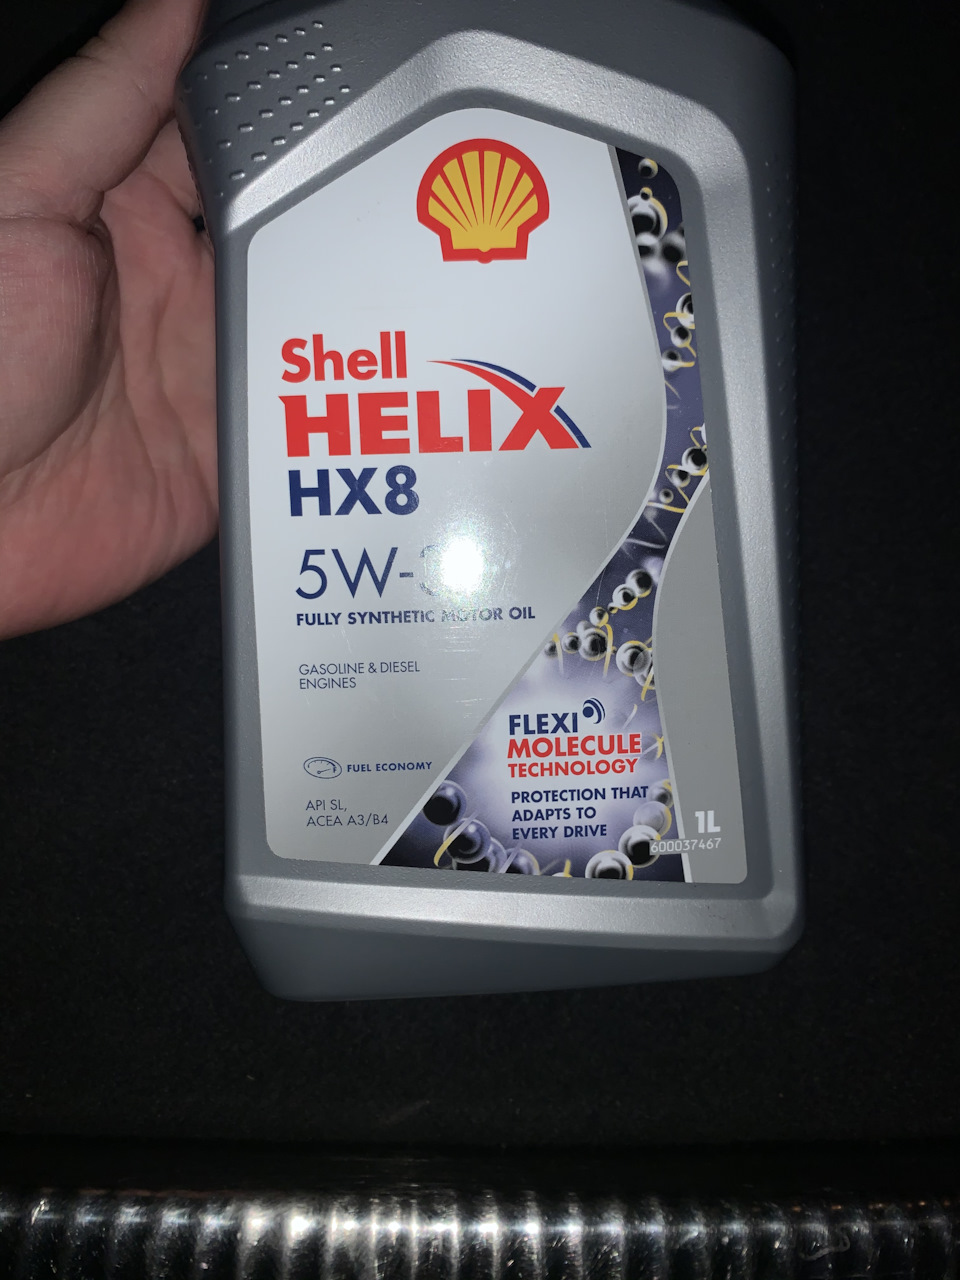 Shell
HELIX
HX8
5W-3
FULLY SYNTHETIC MOTOR OIL
GASOLINE & DIESEL
ENGINES
FUEL ECONOMY
API SL,
ACEA A3/B4
FLEXI
MOLECULE
TECHNOLOGY
PROTECTION THAT
ADAPTS TO
EVERY DRIVE
1L
600037467